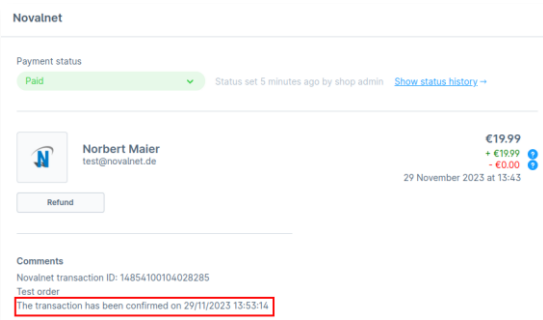 Novalnet
Payment status
Paid
Status set 5 minutes ago by shop admin Show status history →
N
Norbert Maier
test@novalnet.de
€19.99
+ €19.99
- €0.00
29 November 2023 at 13:43
Refund
Comments
Novalnet transaction ID: 14854100104028285
Test order
The transaction has been confirmed on 29/11/2023 13:53:14